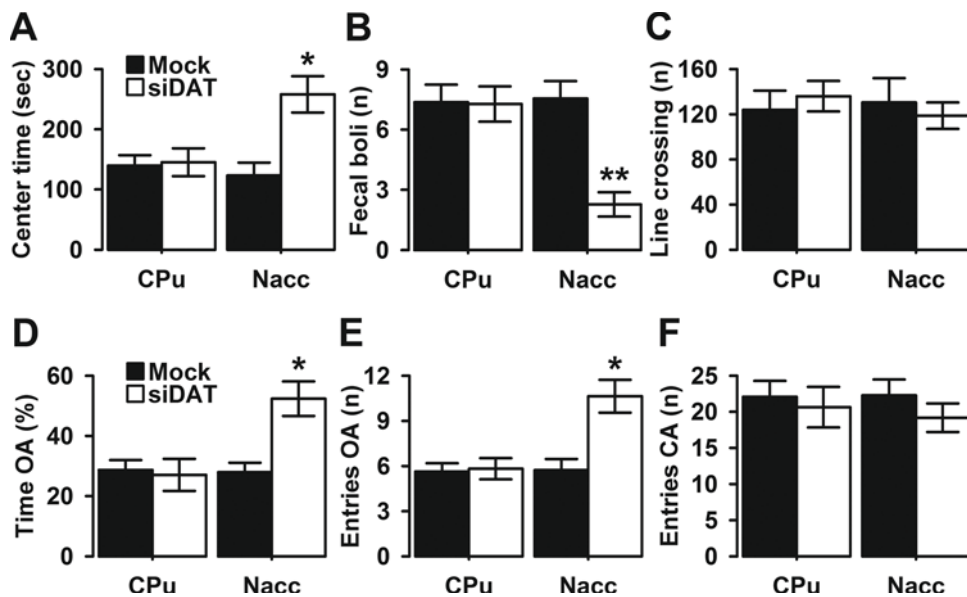 A
Center time (sec)
300
200
100
0
Mock
siDAT
*
CPu
Nacc
B
Fecal boli (n)
9
6
3
0
**
CPu
Nacc
C
Line crossing (n)
160
120
80
40
0
CPu
Nacc
D
Time OA (%)
60
40
20
0
Mock
siDAT
*
CPu
Nacc
E
Entries OA (n)
12
9
6
3
0
*
CPu
Nacc
F
Entries CA (n)
25
20
15
10
5
0
CPu
Nacc